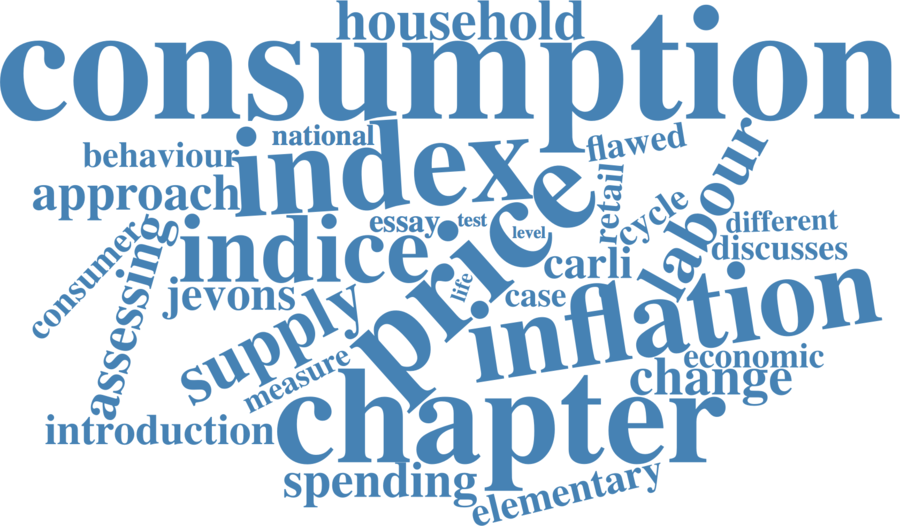 household
consumption
national
behaviour
index
flawed
labour
approach
price
retail
cycle
essay
test
level
different
discusses
consumer
assessing
indice
carli
jevons
life
case
supply
inflation
measure
economic
change
chapter
introduction
spending
elementary